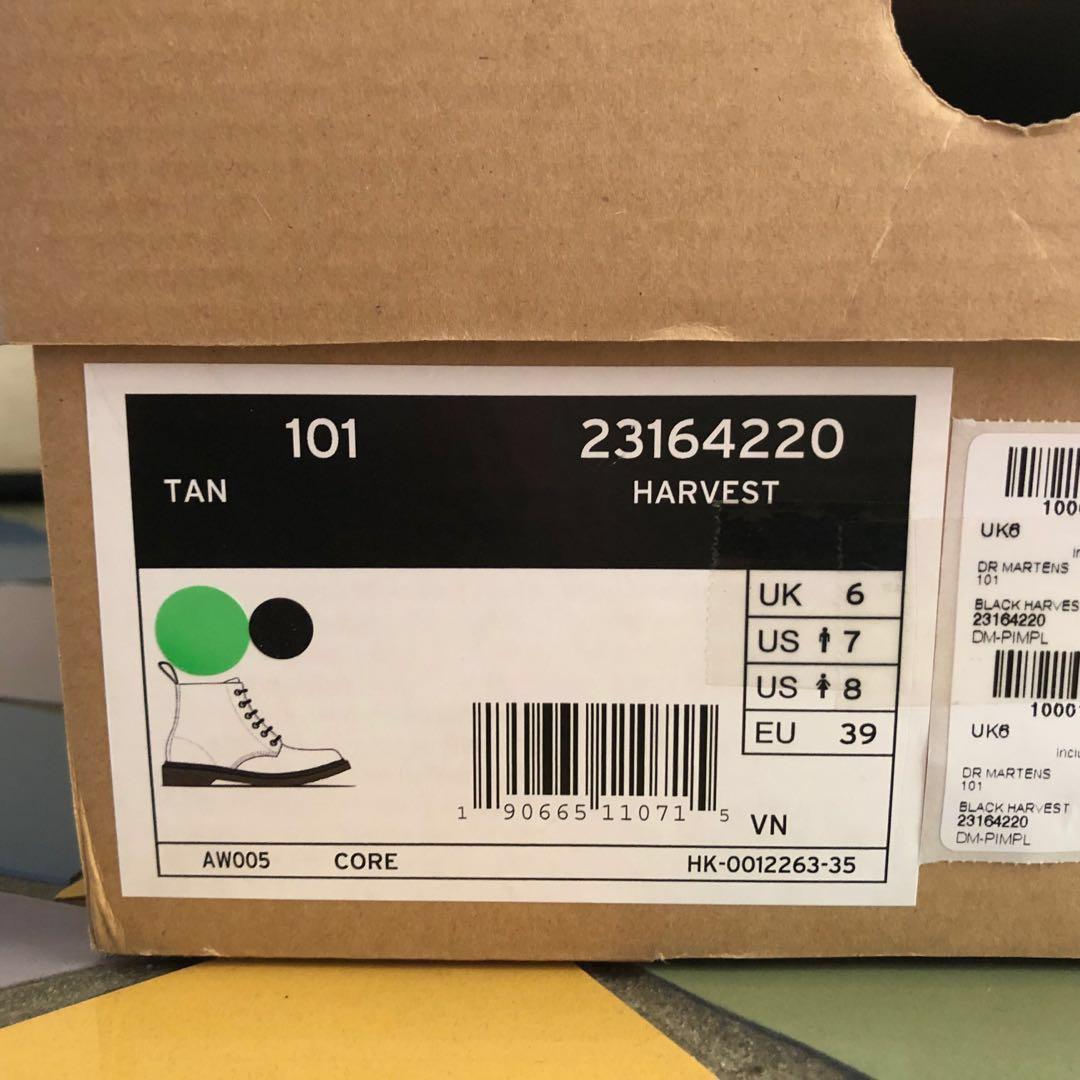 101 23164220
TAN HARVEST
UK 6
US 7
US 8
EU 39
1 90665 11071 5
VN
AW005 CORE HK-0012263-35
UK6
DR MARTENS
101
BLACK HARVES
23164220
DM-PIMPL
UK6
DR MARTENS
101
BLACK HARVEST
23164220
DM-PIMPL